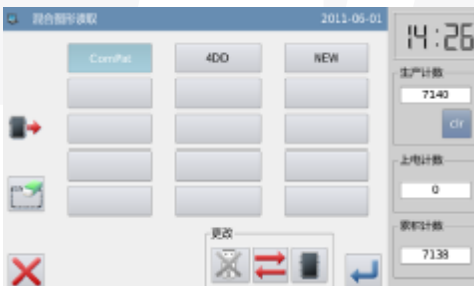 混合图形读取 2011-06-01
14:26
ComPat 4DD NEW
生产计数
7140
clr
上电计数
0
累积计数
7138
更改